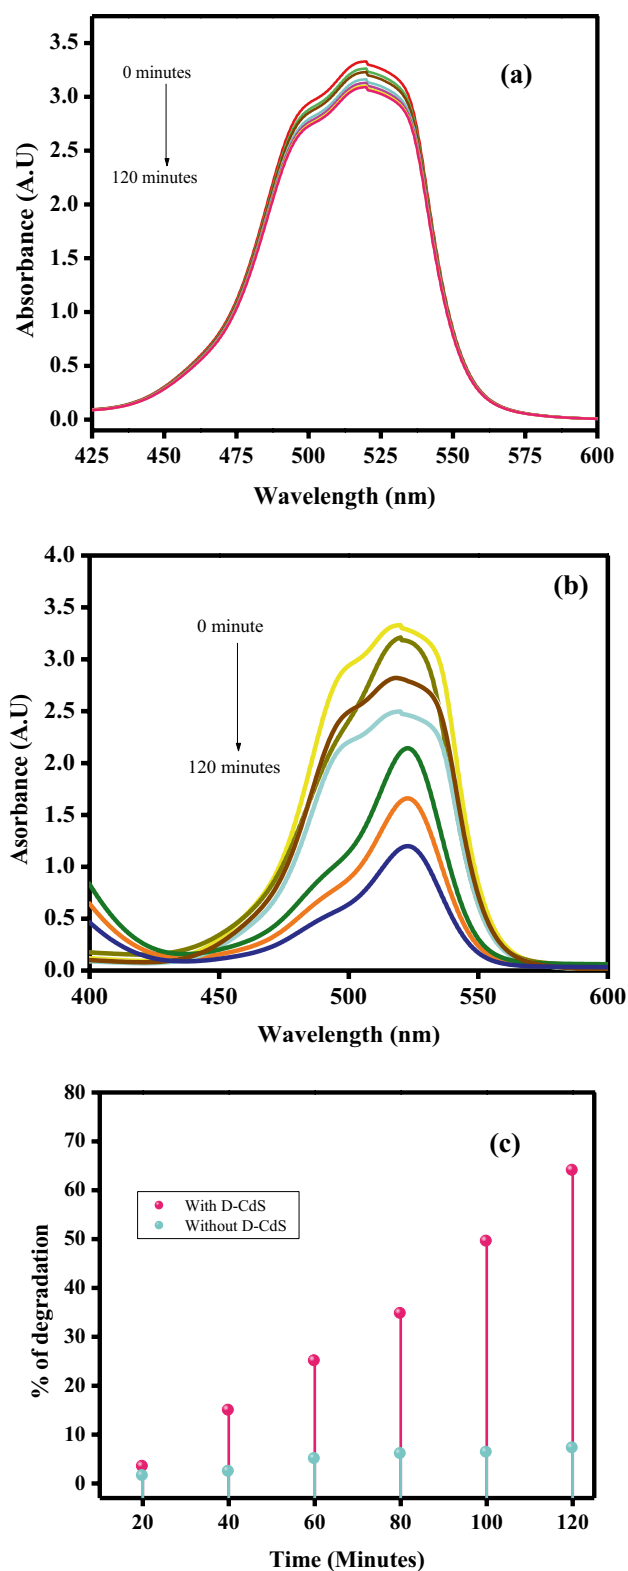 (a)
3.5
3.0
2.5
2.0
1.5
1.0
0.5
0.0
0 minutes
120 minutes
Absorbance (A.U)
425 450 475 500 525 550 575 600
Wavelength (nm)
(b)
4.0
3.5
3.0
2.5
2.0
1.5
1.0
0.5
0.0
0 minute
120 minutes
Asorbance (A.U)
400 450 500 550 600
Wavelength (nm)
(c)
80
70
60
50
40
30
20
10
0
With D-CdS
Without D-CdS
% of degradation
20 40 60 80 100 120
Time (Minutes)